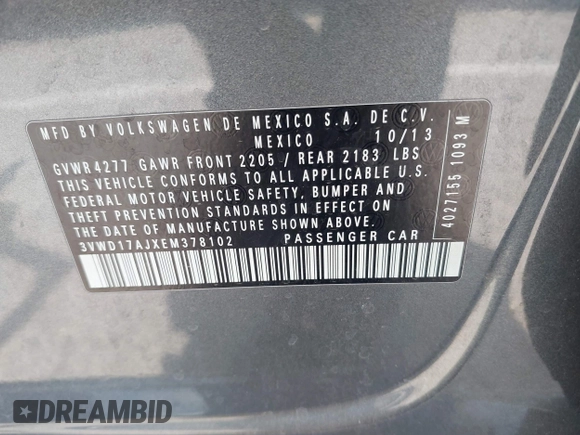 MFD BY VOLKSWAGEN DE MEXICO S.A. DE C.V.
MEXICO 10/13
GVWR 4277 GAWR FRONT 2205 / REAR 2183 LBS
THIS VEHICLE CONFORMS TO ALL APPLICABLE U.S.
FEDERAL MOTOR VEHICLE SAFETY, BUMPER AND
THEFT PREVENTION STANDARDS IN EFFECT ON
THE DATE OF MANUFACTURE SHOWN ABOVE.
3VWD17AJXEM378102 PASSENGER CAR
4027155 1093 M
DREAMBID